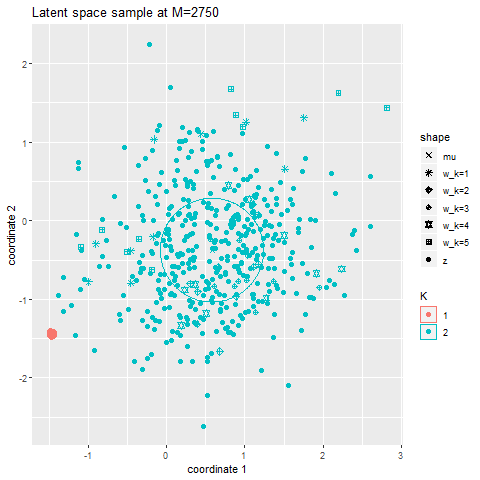 Latent space sample at M=2750
2
1
0
-1
-2
coordinate 2
-1
0
1
2
3
coordinate 1
shape
mu
w_k=1
w_k=2
w_k=3
w_k=4
w_k=5
z
K
1
2